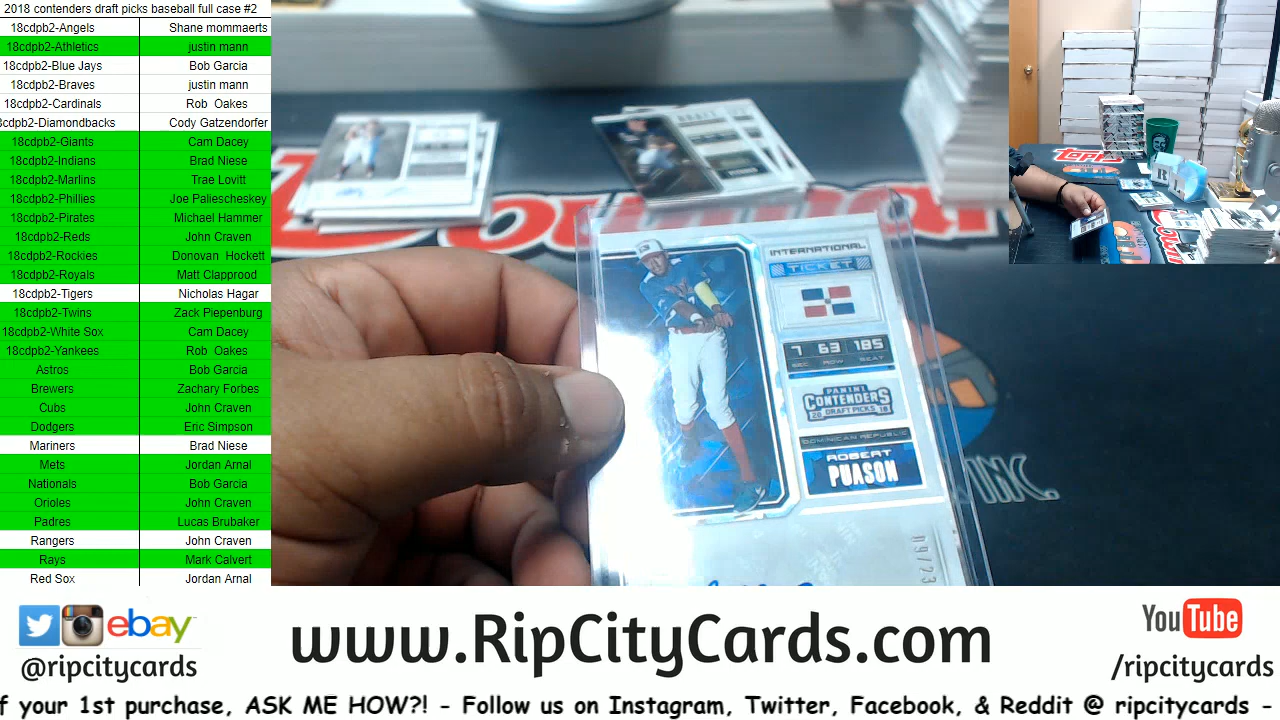 2018 contenders draft picks baseball full case #2
18cdpb2-Angels Shane mommaerts
18cdpb2-Athletics justin mann
18cdpb2-Blue Jays Bob Garcia
18cdpb2-Braves justin mann
18cdpb2-Cardinals Rob Oakes
8cdpb2-Diamondbacks Cody Gatzendorfer
18cdpb2-Giants Cam Dacey
18cdpb2-Indians Brad Niese
18cdpb2-Marlins Trae Lovitt
18cdpb2-Phillies Joe Paliescheskey
18cdpb2-Pirates Michael Hammer
18cdpb2-Reds John Craven
18cdpb2-Rockies Donovan Hockett
18cdpb2-Royals Matt Clapprood
18cdpb2-Tigers Nicholas Hagar
18cdpb2-Twins Zack Piepenburg
18cdpb2-White Sox Cam Dacey
18cdpb2-Yankees Rob Oakes
Astros Bob Garcia
Brewers Zachary Forbes
Cubs John Craven
Dodgers Eric Simpson
Mariners Brad Niese
Mets Jordan Arnal
Nationals Bob Garcia
Orioles John Craven
Padres Lucas Brubaker
Rangers John Craven
Rays Mark Calvert
Red Sox Jordan Arnal
Bowman
INTERNATIONAL
TICKET
7 63 185
SEC ROW SEAT
PANINI
CONTENDERS
20 DRAFT PICKS 18
DOMINICAN REPUBLIC
ROBERT
PUASON
09/23
INC.
topps
ebay
@ripcitycards
www.RipCityCards.com
YouTube
/ripcitycards
f your 1st purchase, ASK ME HOW?! - Follow us on Instagram, Twitter, Facebook, & Reddit @ ripcitycards -